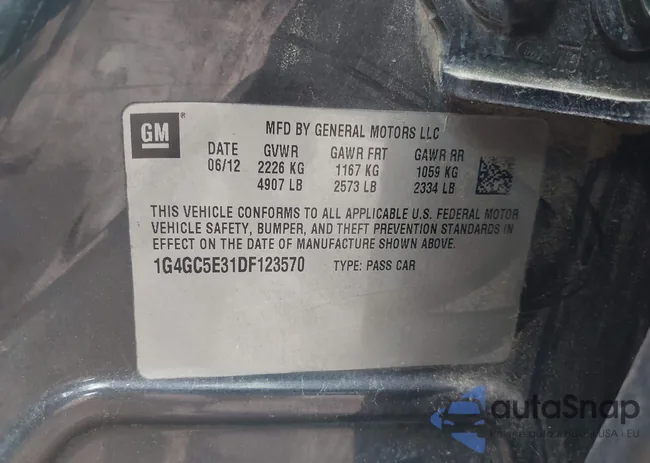 GM
®
MFD BY GENERAL MOTORS LLC
DATE GVWR GAWR FRT GAWR RR
06/12 2226 KG 1167 KG 1059 KG
4907 LB 2573 LB 2334 LB
THIS VEHICLE CONFORMS TO ALL APPLICABLE U.S. FEDERAL MOTOR
VEHICLE SAFETY, BUMPER, AND THEFT PREVENTION STANDARDS IN
EFFECT ON THE DATE OF MANUFACTURE SHOWN ABOVE.
1G4GC5E31DF123570 TYPE: PASS CAR
autoSnap
USA i EU